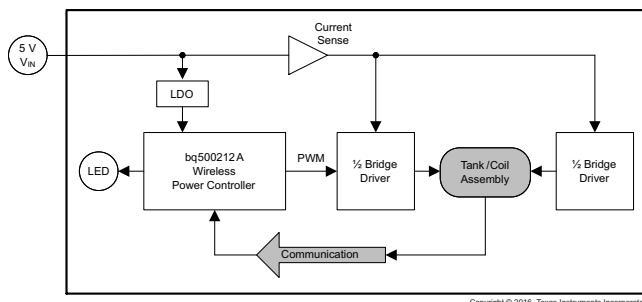 Current
Sense
5 V
VIN
LDO
bq500212A
Wireless
Power Controller
LED
PWM
½ Bridge
Driver
Tank/Coil
Assembly
½ Bridge
Driver
Communication
Copyright © 2016, Texas Instruments Incorporated